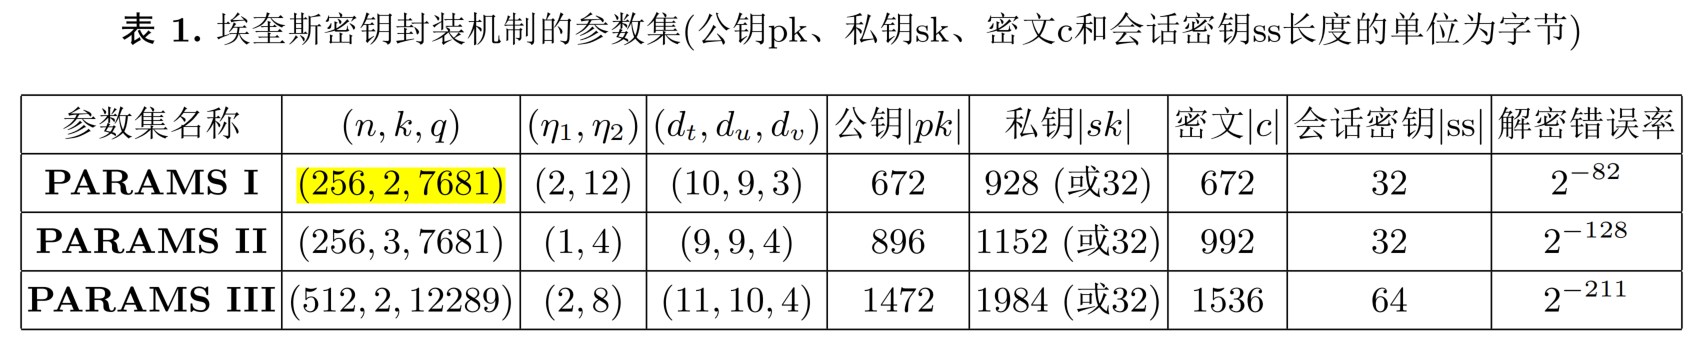 表 1. 埃奎斯密钥封装机制的参数集(公钥pk、私钥sk、密文c和会话密钥ss长度的单位为字节)
参数集名称 (n, k, q) (η₁, η₂) (dₜ, dᵤ, dᵥ) 公钥|pk| 私钥|sk| 密文|c| 会话密钥|ss| 解密错误率
PARAMS I (256, 2, 7681) (2, 12) (10, 9, 3) 672 928 (或32) 672 32 2⁻⁸²
PARAMS II (256, 3, 7681) (1, 4) (9, 9, 4) 896 1152 (或32) 992 32 2⁻¹²⁸
PARAMS III (512, 2, 12289) (2, 8) (11, 10, 4) 1472 1984 (或32) 1536 64 2⁻²¹¹